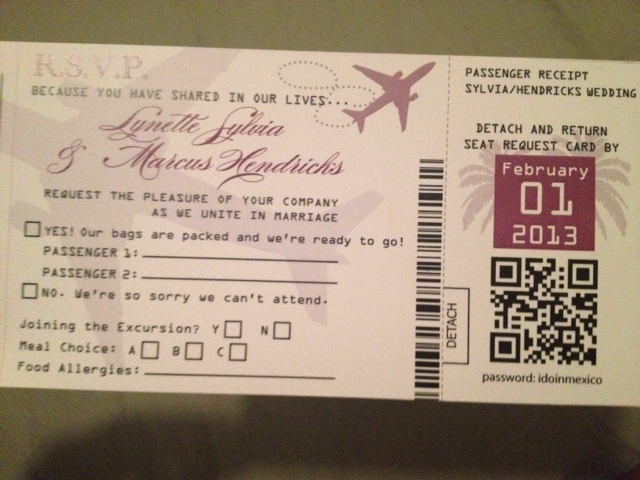 R.S.V.P.
BECAUSE YOU HAVE SHARED IN OUR LIVES...
Lynette Sylvia
& Marcus Hendricks
REQUEST THE PLEASURE OF YOUR COMPANY
AS WE UNITE IN MARRIAGE
YES! Our bags are packed and we're ready to go!
PASSENGER 1:
PASSENGER 2:
NO. We're so sorry we can't attend.
Joining the Excursion? Y N
Meal Choice: A B C
Food Allergies:
DETACH
PASSENGER RECEIPT
SYLVIA/HENDRICKS WEDDING
DETACH AND RETURN
SEAT REQUEST CARD BY
February
01
2013
password: idoinmexico